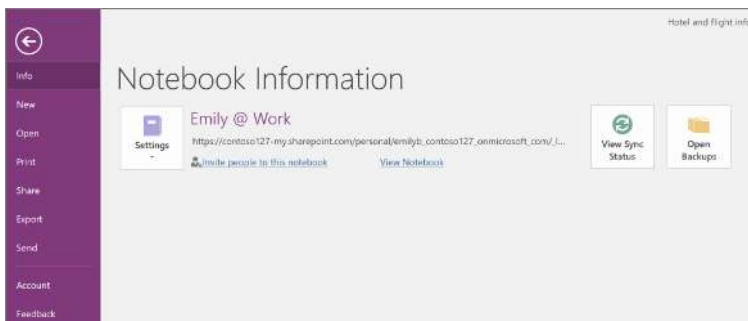 Hotel and flight info
Info
New
Open
Print
Share
Export
Send
Account
Feedback
Notebook Information
Settings
Emily @ Work
https://contoso127-my.sharepoint.com/personal/emilyb_contoso127_onmicrosoft_com/_l...
Invite people to this notebook View Notebook
View Sync
Status
Open
Backups